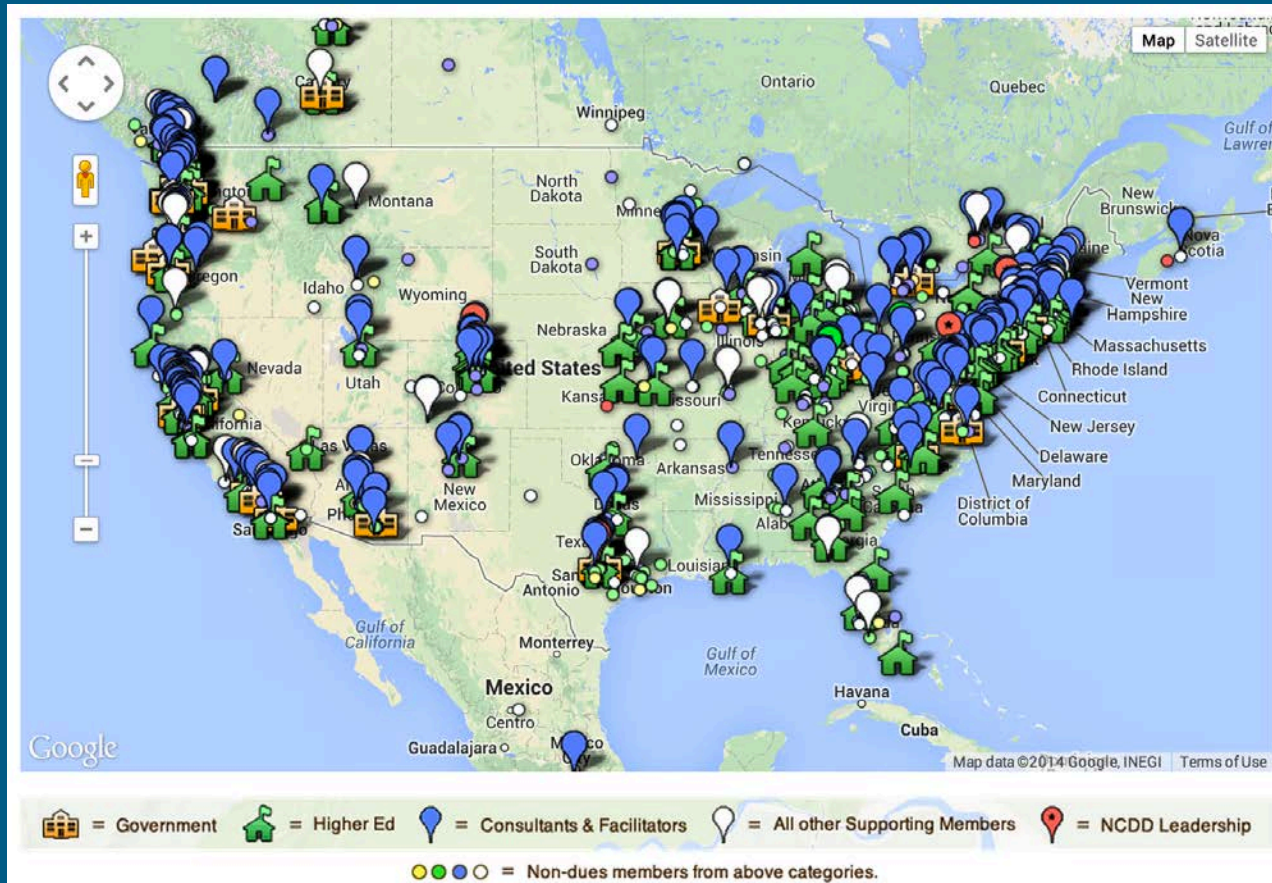 Map Satellite
Ontario
Quebec
Winnipeg
Gulf of
New
Brunswick
Nova
Scotia
North
Dakota
Montana
South
Dakota
Idaho
Wyoming
Vermont
New
Hampshire
Nebraska
Illinois
Massachusetts
Rhode Island
Connecticut
Nevada
Utah
United States
New Jersey
Delaware
Maryland
District of
Columbia
New
Mexico
Arkansas
Mississippi
San
Antonio
Gulf of
California
Monterrey
Gulf of
Mexico
Mexico
Centro
Havana
Cuba
Guadalajara
Google
Map data ©2014 Google, INEGI Terms of Use
= Government = Higher Ed = Consultants & Facilitators = All other Supporting Members = NCDD Leadership
= Non-dues members from above categories.